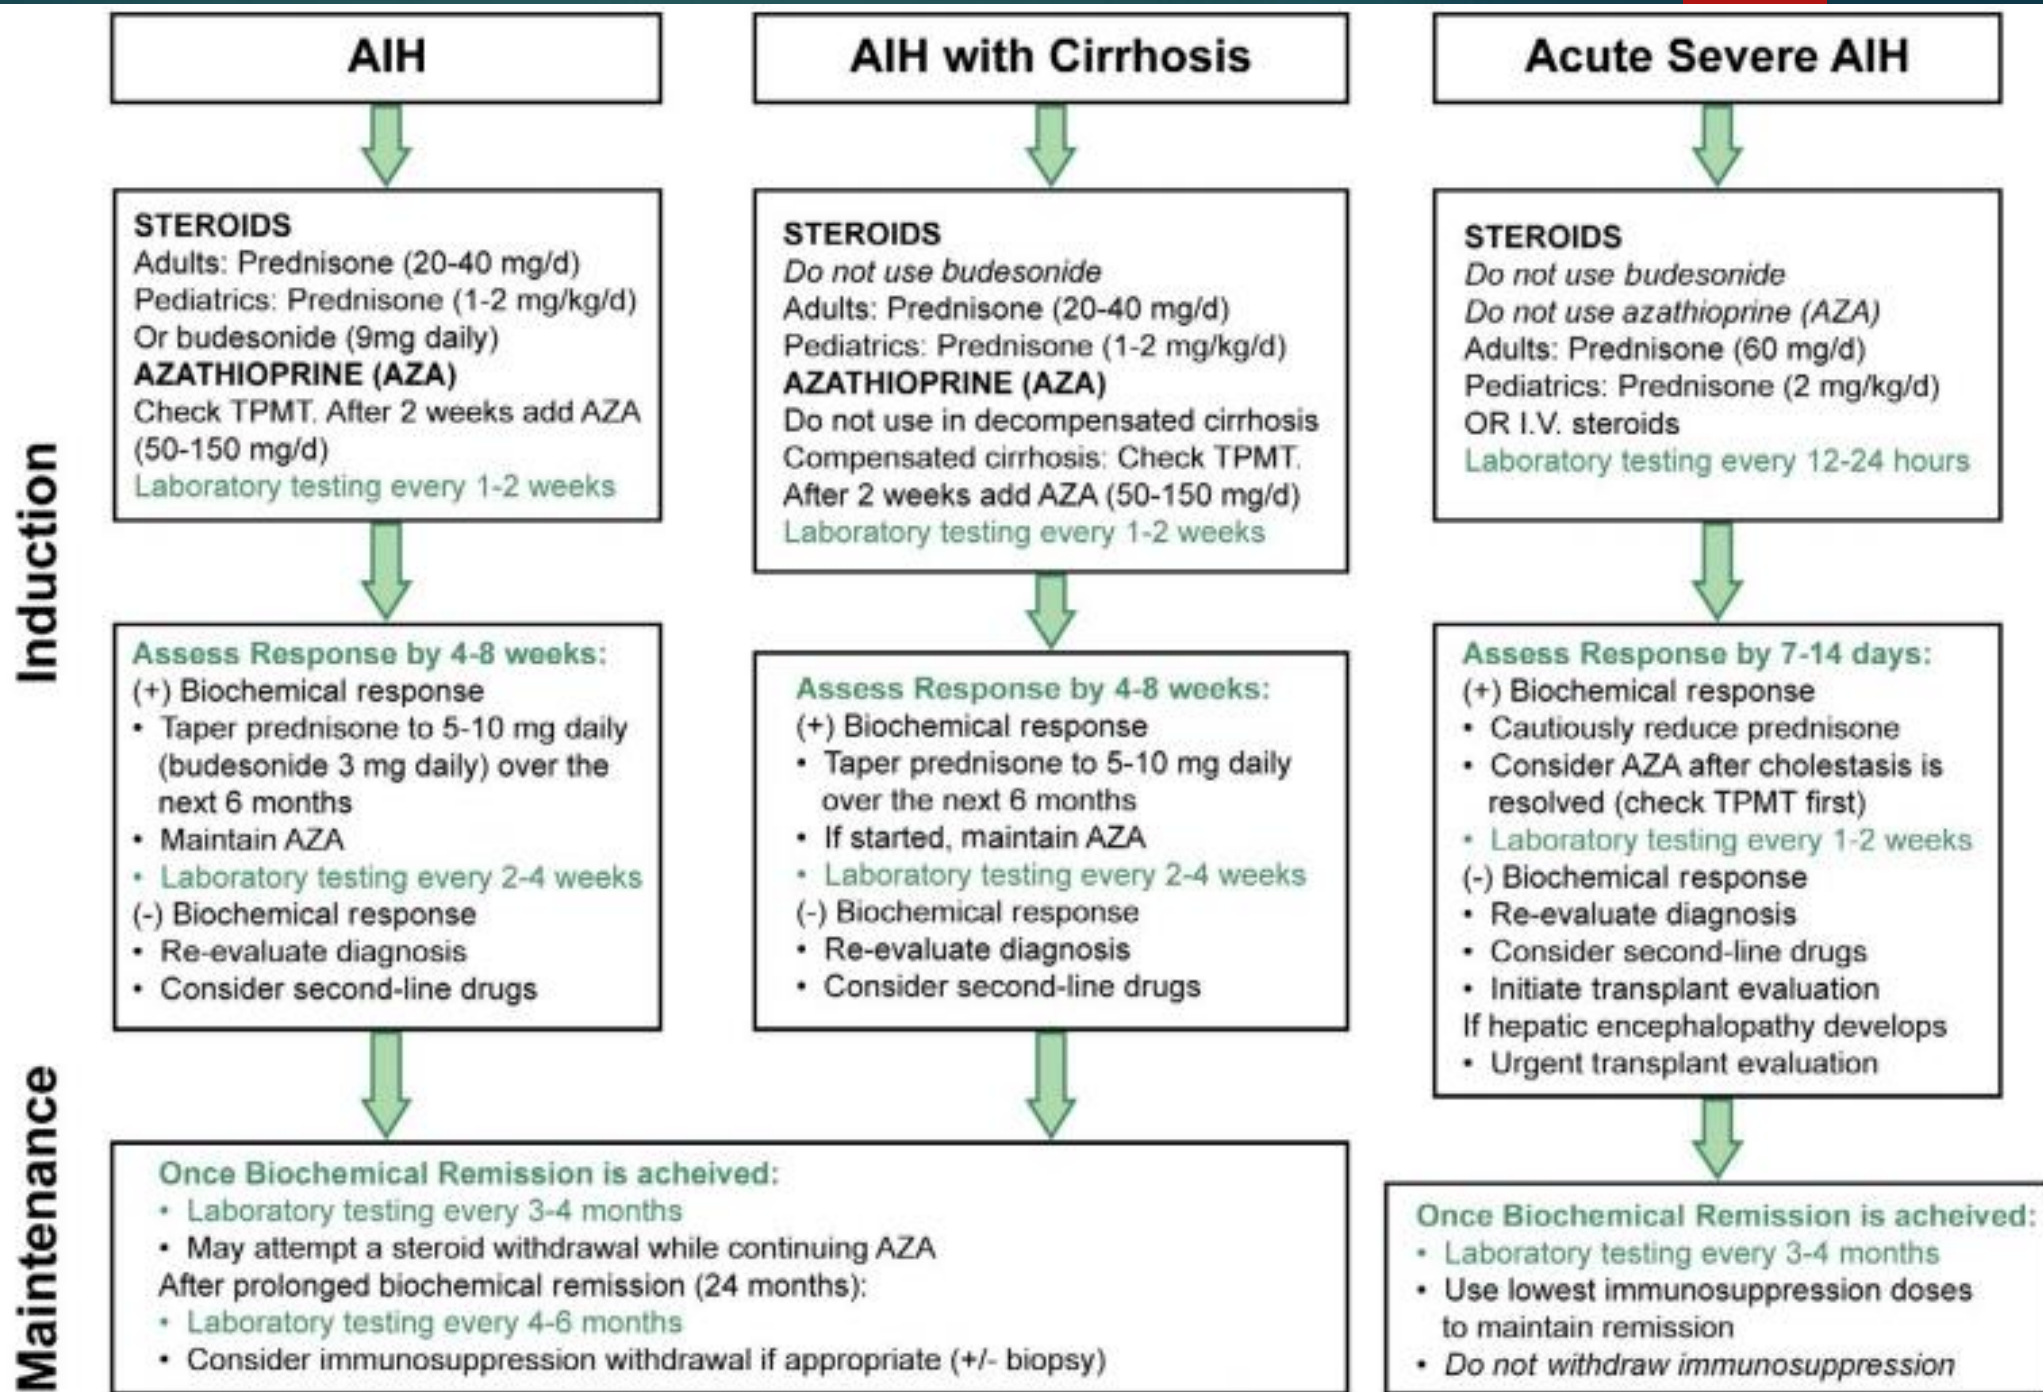 AIH
STEROIDS
Adults: Prednisone (20-40 mg/d)
Pediatrics: Prednisone (1-2 mg/kg/d)
Or budesonide (9mg daily)
AZATHIOPRINE (AZA)
Check TPMT. After 2 weeks add AZA
(50-150 mg/d)
Laboratory testing every 1-2 weeks
Assess Response by 4-8 weeks:
(+) Biochemical response
• Taper prednisone to 5-10 mg daily
(budesonide 3 mg daily) over the
next 6 months
• Maintain AZA
• Laboratory testing every 2-4 weeks
(-) Biochemical response
• Re-evaluate diagnosis
• Consider second-line drugs
AIH with Cirrhosis
STEROIDS
Do not use budesonide
Adults: Prednisone (20-40 mg/d)
Pediatrics: Prednisone (1-2 mg/kg/d)
AZATHIOPRINE (AZA)
Do not use in decompensated cirrhosis
Compensated cirrhosis: Check TPMT.
After 2 weeks add AZA (50-150 mg/d)
Laboratory testing every 1-2 weeks
Assess Response by 4-8 weeks:
(+) Biochemical response
• Taper prednisone to 5-10 mg daily
over the next 6 months
• If started, maintain AZA
• Laboratory testing every 2-4 weeks
(-) Biochemical response
• Re-evaluate diagnosis
• Consider second-line drugs
Acute Severe AIH
STEROIDS
Do not use budesonide
Do not use azathioprine (AZA)
Adults: Prednisone (60 mg/d)
Pediatrics: Prednisone (2 mg/kg/d)
OR I.V. steroids
Laboratory testing every 12-24 hours
Assess Response by 7-14 days:
(+) Biochemical response
• Cautiously reduce prednisone
• Consider AZA after cholestasis is
resolved (check TPMT first)
• Laboratory testing every 1-2 weeks
(-) Biochemical response
• Re-evaluate diagnosis
• Consider second-line drugs
• Initiate transplant evaluation
If hepatic encephalopathy develops
• Urgent transplant evaluation
Induction
Maintenance
Once Biochemical Remission is acheived:
• Laboratory testing every 3-4 months
• May attempt a steroid withdrawal while continuing AZA
After prolonged biochemical remission (24 months):
• Laboratory testing every 4-6 months
• Consider immunosuppression withdrawal if appropriate (+/- biopsy)
Once Biochemical Remission is acheived:
• Laboratory testing every 3-4 months
• Use lowest immunosuppression doses
to maintain remission
• Do not withdraw immunosuppression